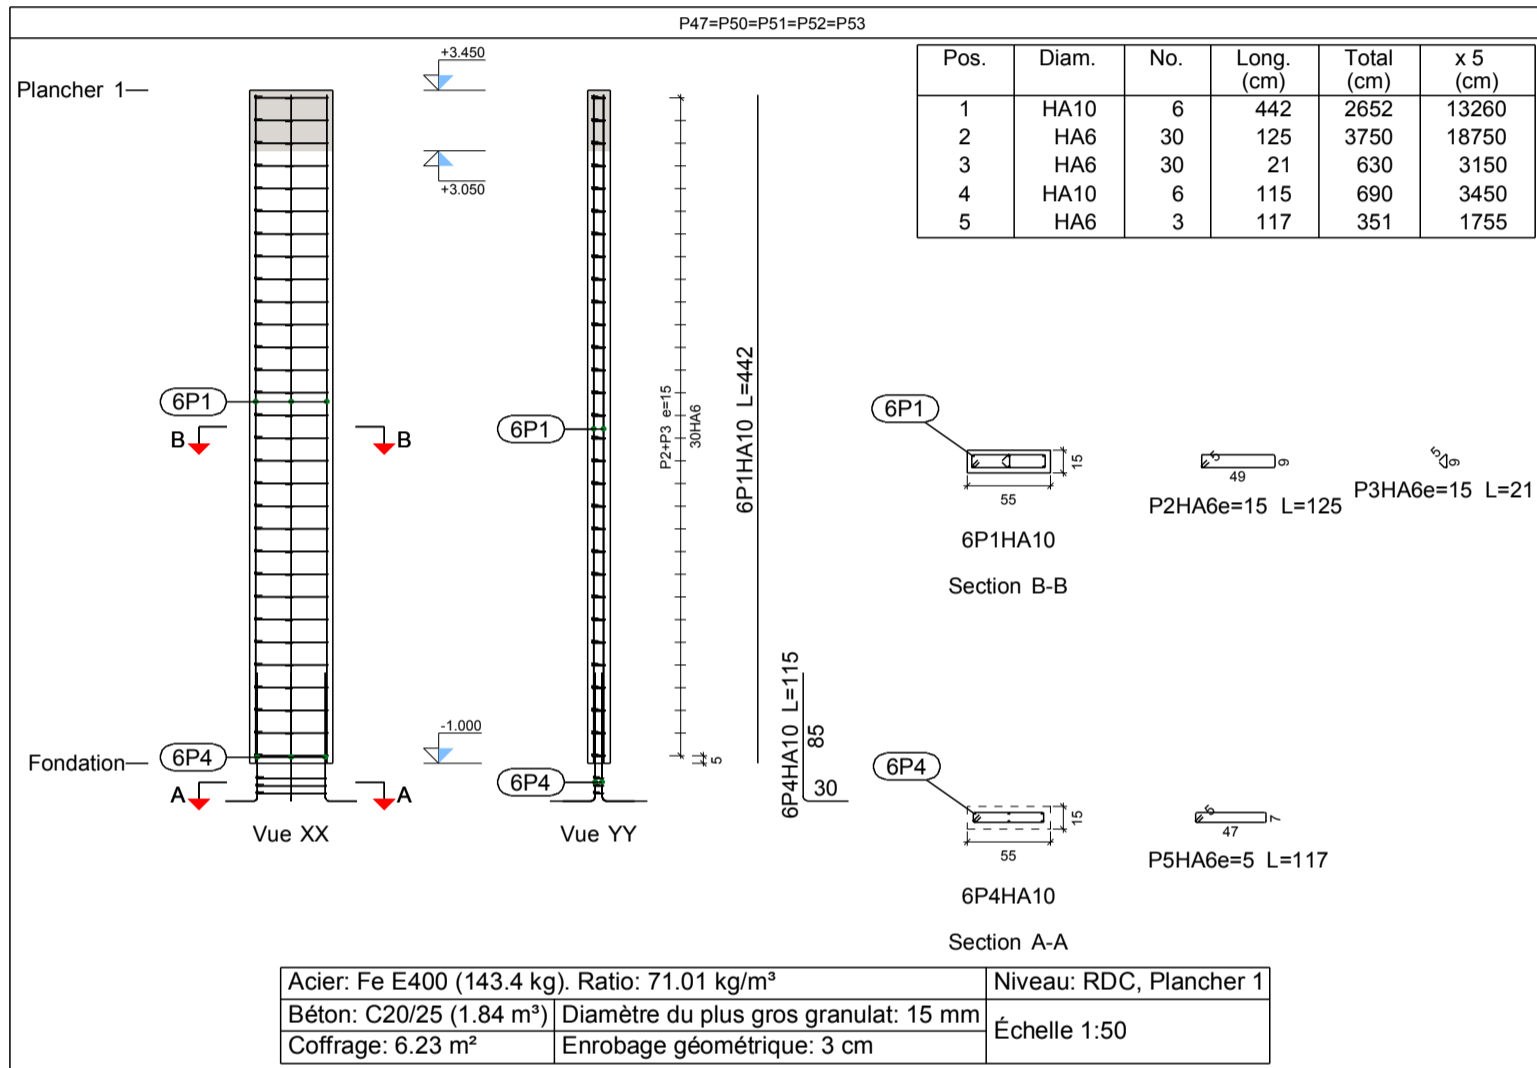 P47=P50=P51=P52=P53
Plancher 1
+3.450
+3.050
Pos. Diam. No. Long. (cm) Total (cm) x 5 (cm)
1 HA10 6 442 2652 13260
2 HA6 30 125 3750 18750
3 HA6 30 21 630 3150
4 HA10 6 115 690 3450
5 HA6 3 117 351 1755
6P1
B B
6P1
P2+P3 e=15
30HA6
6P1HA10 L=442
6P1
15
55
6P1HA10
Section B-B
5
49
9
P2HA6e=15 L=125
5
9
P3HA6e=15 L=21
-1.000
Fondation
6P4
A A
Vue XX
6P4
Vue YY
5
6P4HA10 L=115
85
30
6P4
15
55
6P4HA10
Section A-A
5
47
7
P5HA6e=5 L=117
Acier: Fe E400 (143.4 kg). Ratio: 71.01 kg/m³
Niveau: RDC, Plancher 1
Béton: C20/25 (1.84 m³)
Diamètre du plus gros granulat: 15 mm
Échelle 1:50
Coffrage: 6.23 m²
Enrobage géométrique: 3 cm